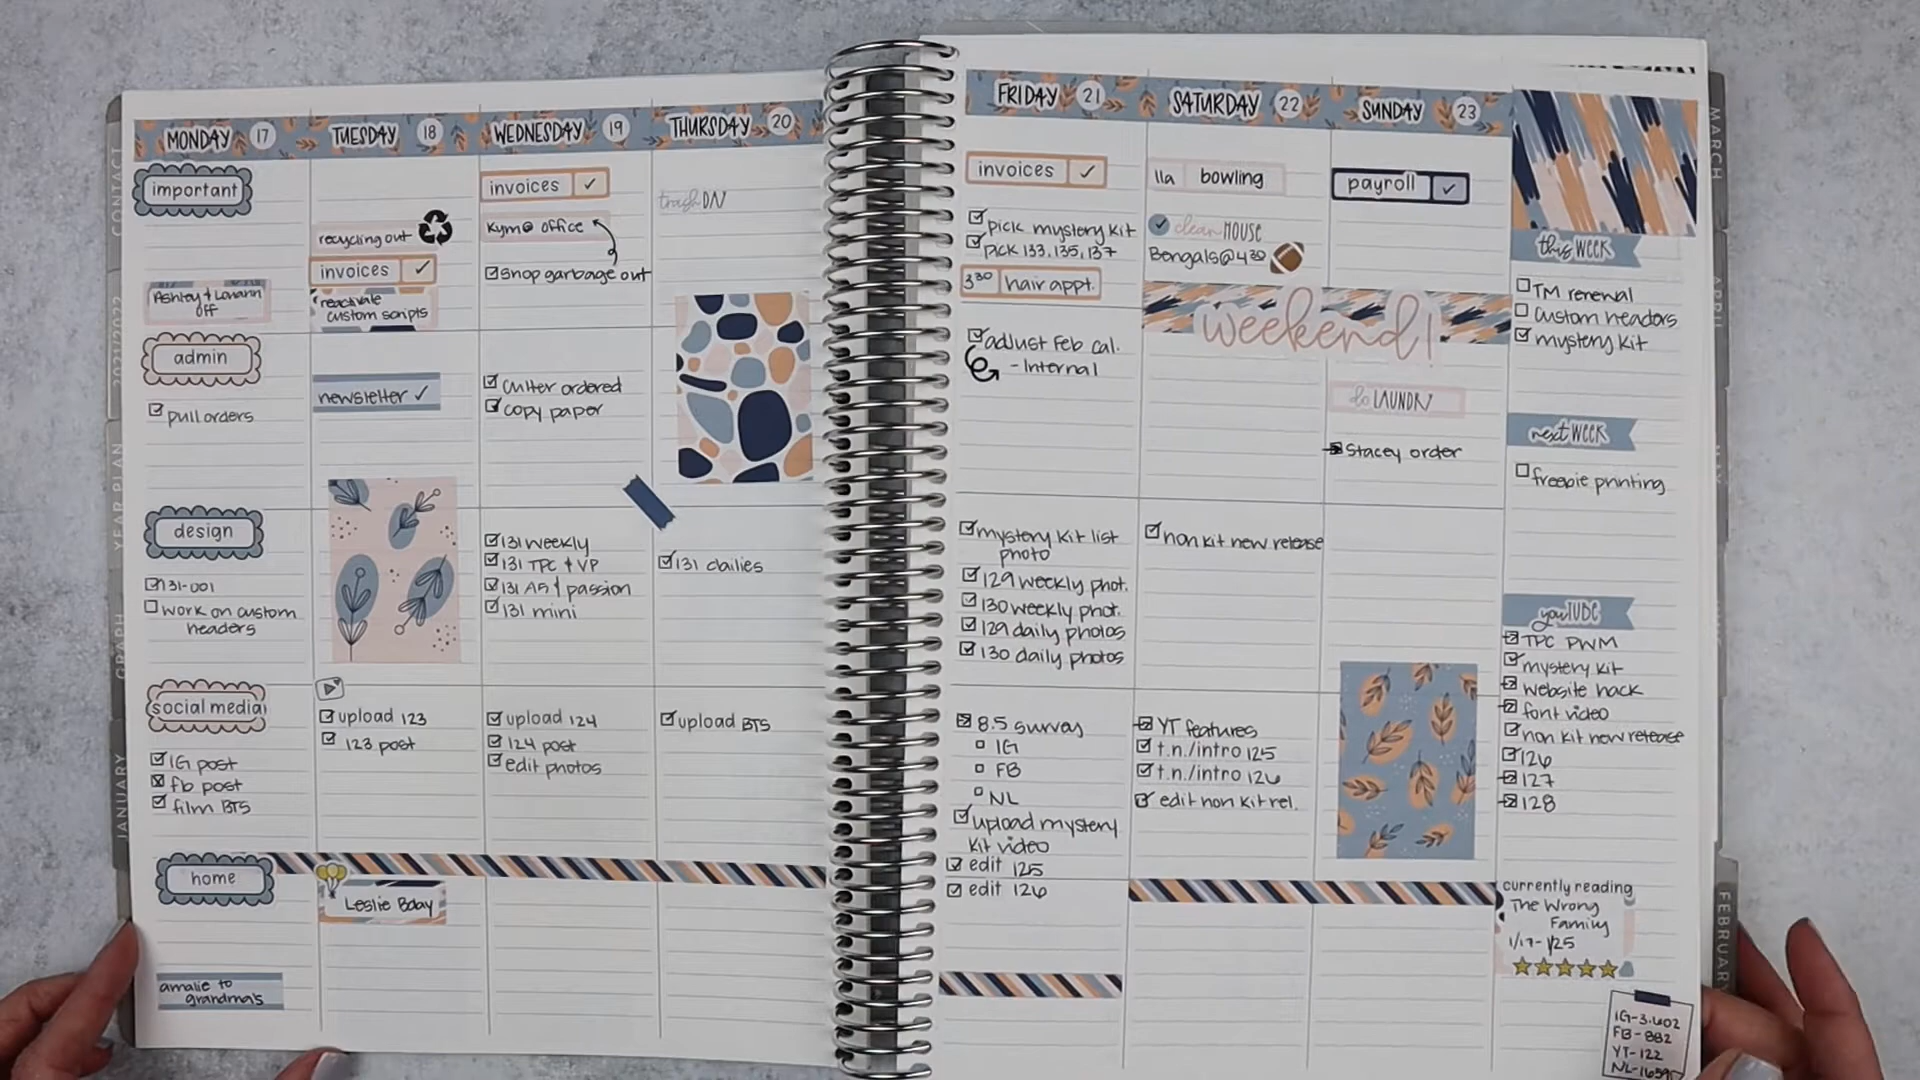 MONDAY 17
important
Ashley & Luann
off
admin
pull orders
design
131-001
work on custom
headers
social media
IG post
fb post
film BTS
home
amalie to
grandma's
TUESDAY 18
recycling out
invoices ✓
reactivate
custom scripts
newsletter ✓
upload 123
123 post
Leslie Bday
WEDNESDAY 19
invoices ✓
Kym @ office
shop garbage out
cutter ordered
copy paper
131 weekly
131 TPC & VP
131 A5 & passion
131 mini
upload 124
124 post
edit photos
THURSDAY 20
trash DAY
131 dailies
upload BTS
FRIDAY 21
invoices ✓
pick mystery kit
pick 133, 135, 137
3:30 hair appt.
adjust Feb cal.
- Internal
mystery kit list
photo
129 weekly phot.
130 weekly phot.
129 daily photos
130 daily photos
8.5 survey
IG
FB
NL
upload mystery
kit video
edit 125
edit 126
SATURDAY 22
11a bowling
clean HOUSE
Bengals @ 4:30
weekend!
non kit new release
YT features
t.n./intro 125
t.n./intro 126
edit non kit rel.
SUNDAY 23
payroll ✓
do LAUNDRY
Stacey order
this WEEK
TM renewal
custom headers
mystery kit
next WEEK
freebie printing
youTUBE
TPC PWM
mystery kit
website hack
font video
non kit new release
126
127
128
currently reading
The Wrong
Family
1/17-1/25
IG-3,602
FB-882
YT-122
CONTACT
2021/2022
YEAR PLAN
GRAPH
JANUARY
MARCH
APRIL
FEBRUARY